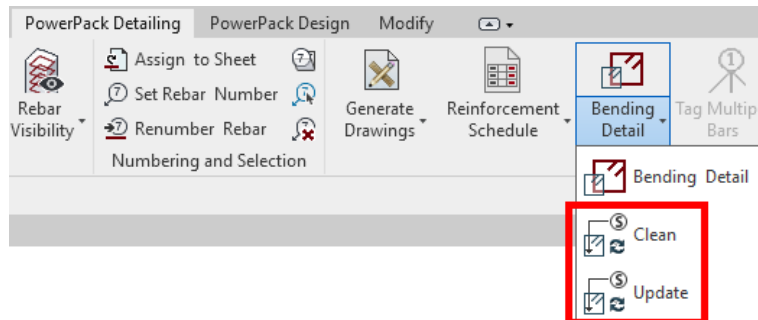 PowerPack Detailing PowerPack Design Modify
Assign to Sheet
Set Rebar Number
Renumber Rebar
Numbering and Selection
Rebar
Visibility
Generate
Drawings
Reinforcement
Schedule
Bending
Detail
Tag Multip
Bars
Bending Detail
Clean
Update